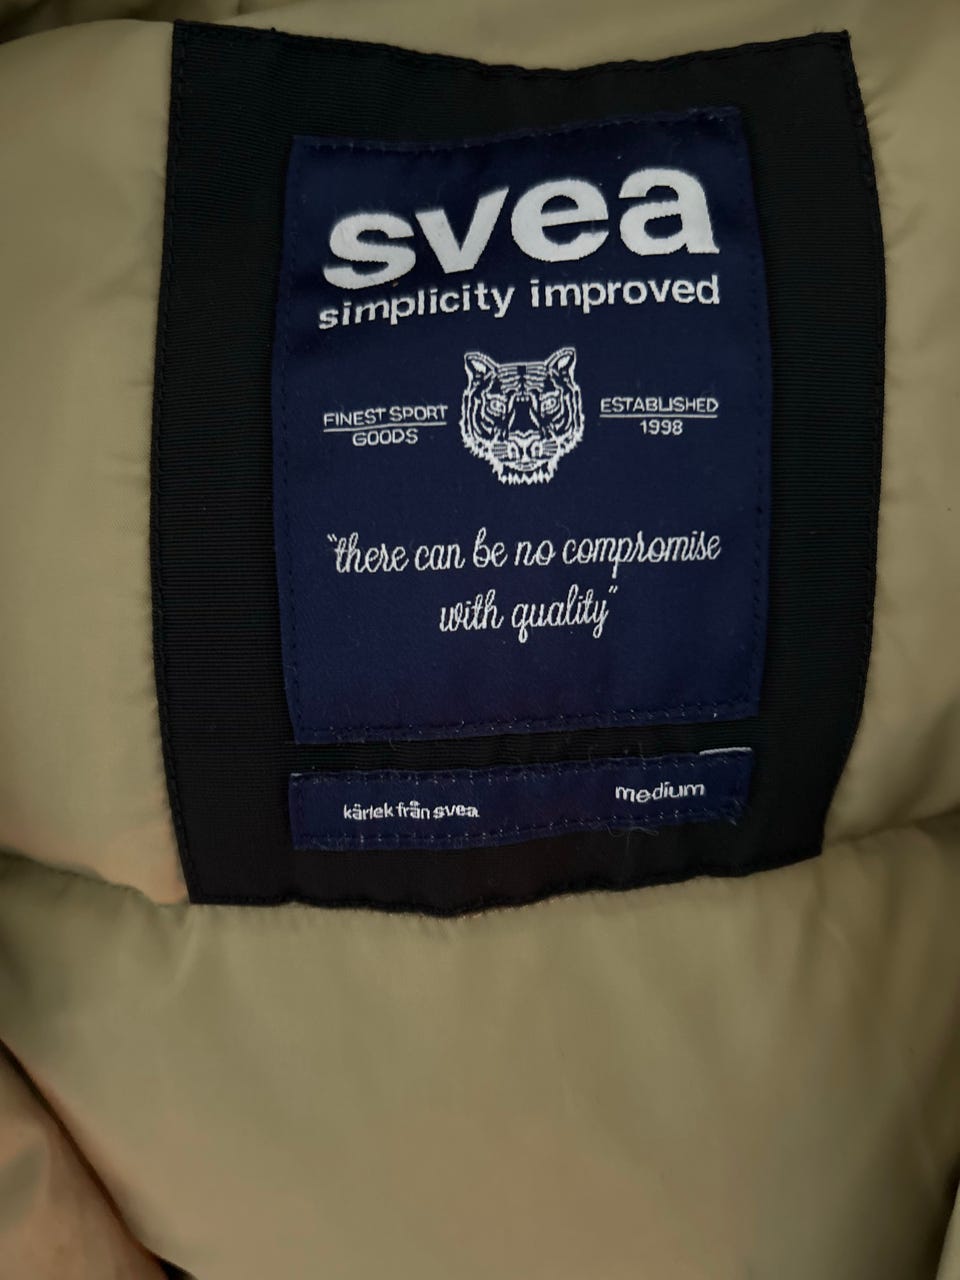 svea
simplicity improved
FINEST SPORT
GOODS
ESTABLISHED
1998
"there can be no compromise
with quality"
kärlek från svea
medium